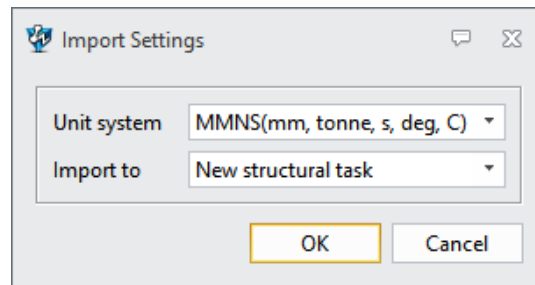 Import Settings
Unit system MMNS(mm, tonne, s, deg, C)
Import to New structural task
OK Cancel